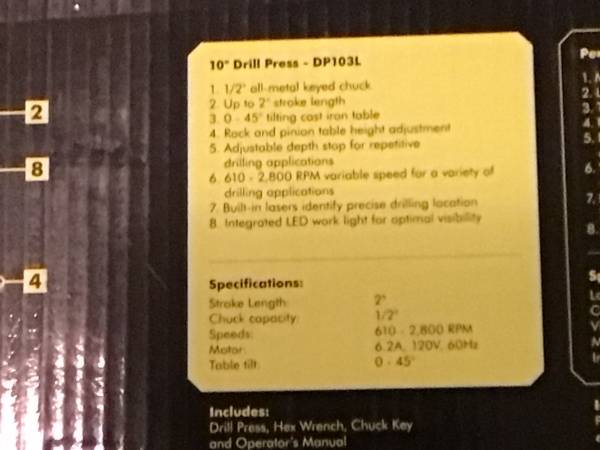 10" Drill Press - DP103L
1. 1/2" all-metal keyed chuck
2. Up to 2" stroke length
3. 0 - 45° tilting cast iron table
4. Rack and pinion table height adjustment
5. Adjustable depth stop for repetitive
drilling applications
6. 610 - 2,800 RPM variable speed for a variety of
drilling applications
7. Built-in lasers identify precise drilling location
8. Integrated LED work light for optimal visibility
Specifications:
Stroke Length: 2"
Chuck capacity: 1/2"
Speeds: 610 - 2,800 RPM
Motor: 6.2A, 120V, 60Hz
Table tilt: 0 - 45°
Includes:
Drill Press, Hex Wrench, Chuck Key
and Operator's Manual
2
8
4